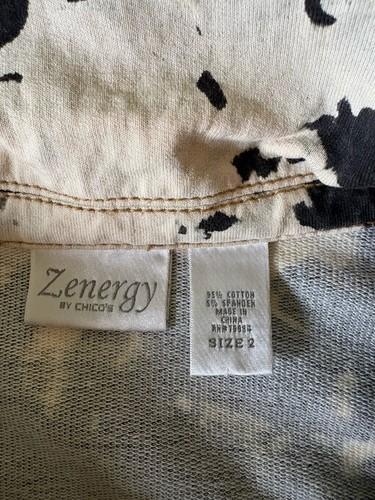 Zenergy
BY CHICO'S
95% COTTON
5% SPANDEX
MADE IN
CHINA
SIZE 2